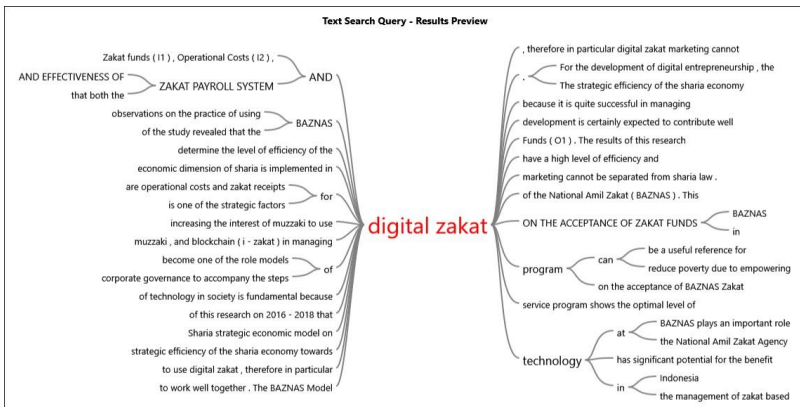 Text Search Query - Results Preview
Zakat funds ( I1 ) , Operational Costs ( I2 ) ,
AND EFFECTIVENESS OF
that both the
ZAKAT PAYROLL SYSTEM
AND
observations on the practice of using
of the study revealed that the
BAZNAS
determine the level of efficiency of the
economic dimension of sharia is implemented in
are operational costs and zakat receipts
is one of the strategic factors
for
increasing the interest of muzakki to use
muzakki , and blockchain ( i - zakat ) in managing
become one of the role models
corporate governance to accompany the steps
of
of technology in society is fundamental because
of this research on 2016 - 2018 that
Sharia strategic economic model on
strategic efficiency of the sharia economy towards
to use digital zakat , therefore in particular
to work well together . The BAZNAS Model
digital zakat
, therefore in particular digital zakat marketing cannot
.
For the development of digital entrepreneurship , the
The strategic efficiency of the sharia economy
because it is quite successful in managing
development is certainly expected to contribute well
Funds ( O1 ) . The results of this research
have a high level of efficiency and
marketing cannot be separated from sharia law .
of the National Amil Zakat ( BAZNAS ) . This
ON THE ACCEPTANCE OF ZAKAT FUNDS
BAZNAS
in
program
can
be a useful reference for
reduce poverty due to empowering
on the acceptance of BAZNAS Zakat
service program shows the optimal level of
technology
at
BAZNAS plays an important role
the National Amil Zakat Agency
has significant potential for the benefit
in
Indonesia
the management of zakat based